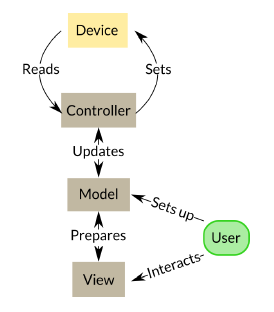 Device
Reads
Sets
Controller
Updates
Model
Sets up
Prepares
User
Interacts
View